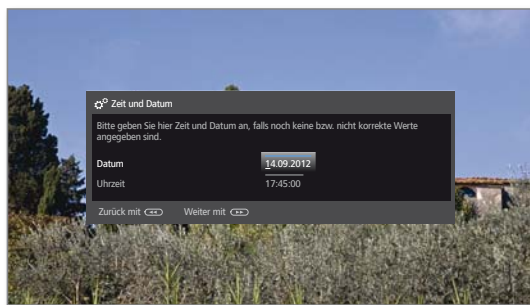 Zeit und Datum
Bitte geben Sie hier Zeit und Datum an, falls noch keine bzw. nicht korrekte Werte
angegeben sind.
Datum 14.09.2012
Uhrzeit 17:45:00
Zurück mit Weiter mit